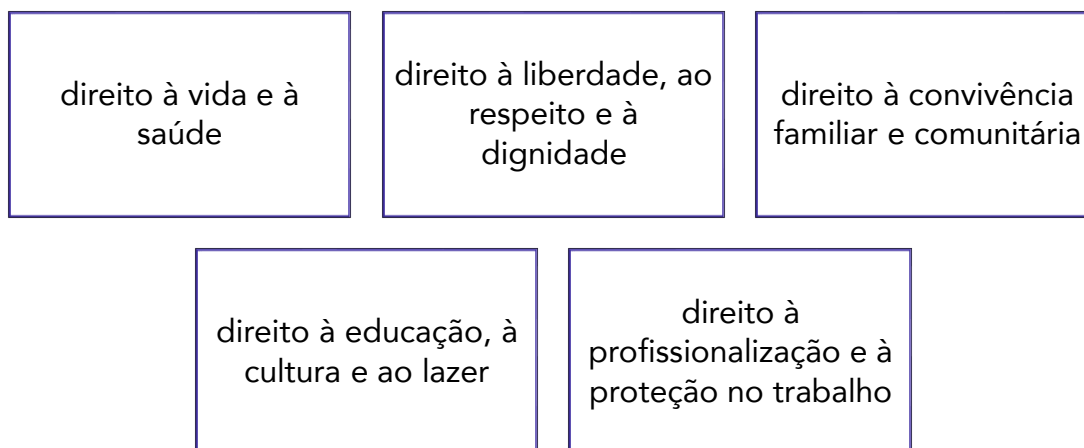 direito à vida e à
saúde
direito à liberdade, ao
respeito e à
dignidade
direito à convivência
familiar e comunitária
direito à educação, à
cultura e ao lazer
direito à
profissionalização e à
proteção no trabalho